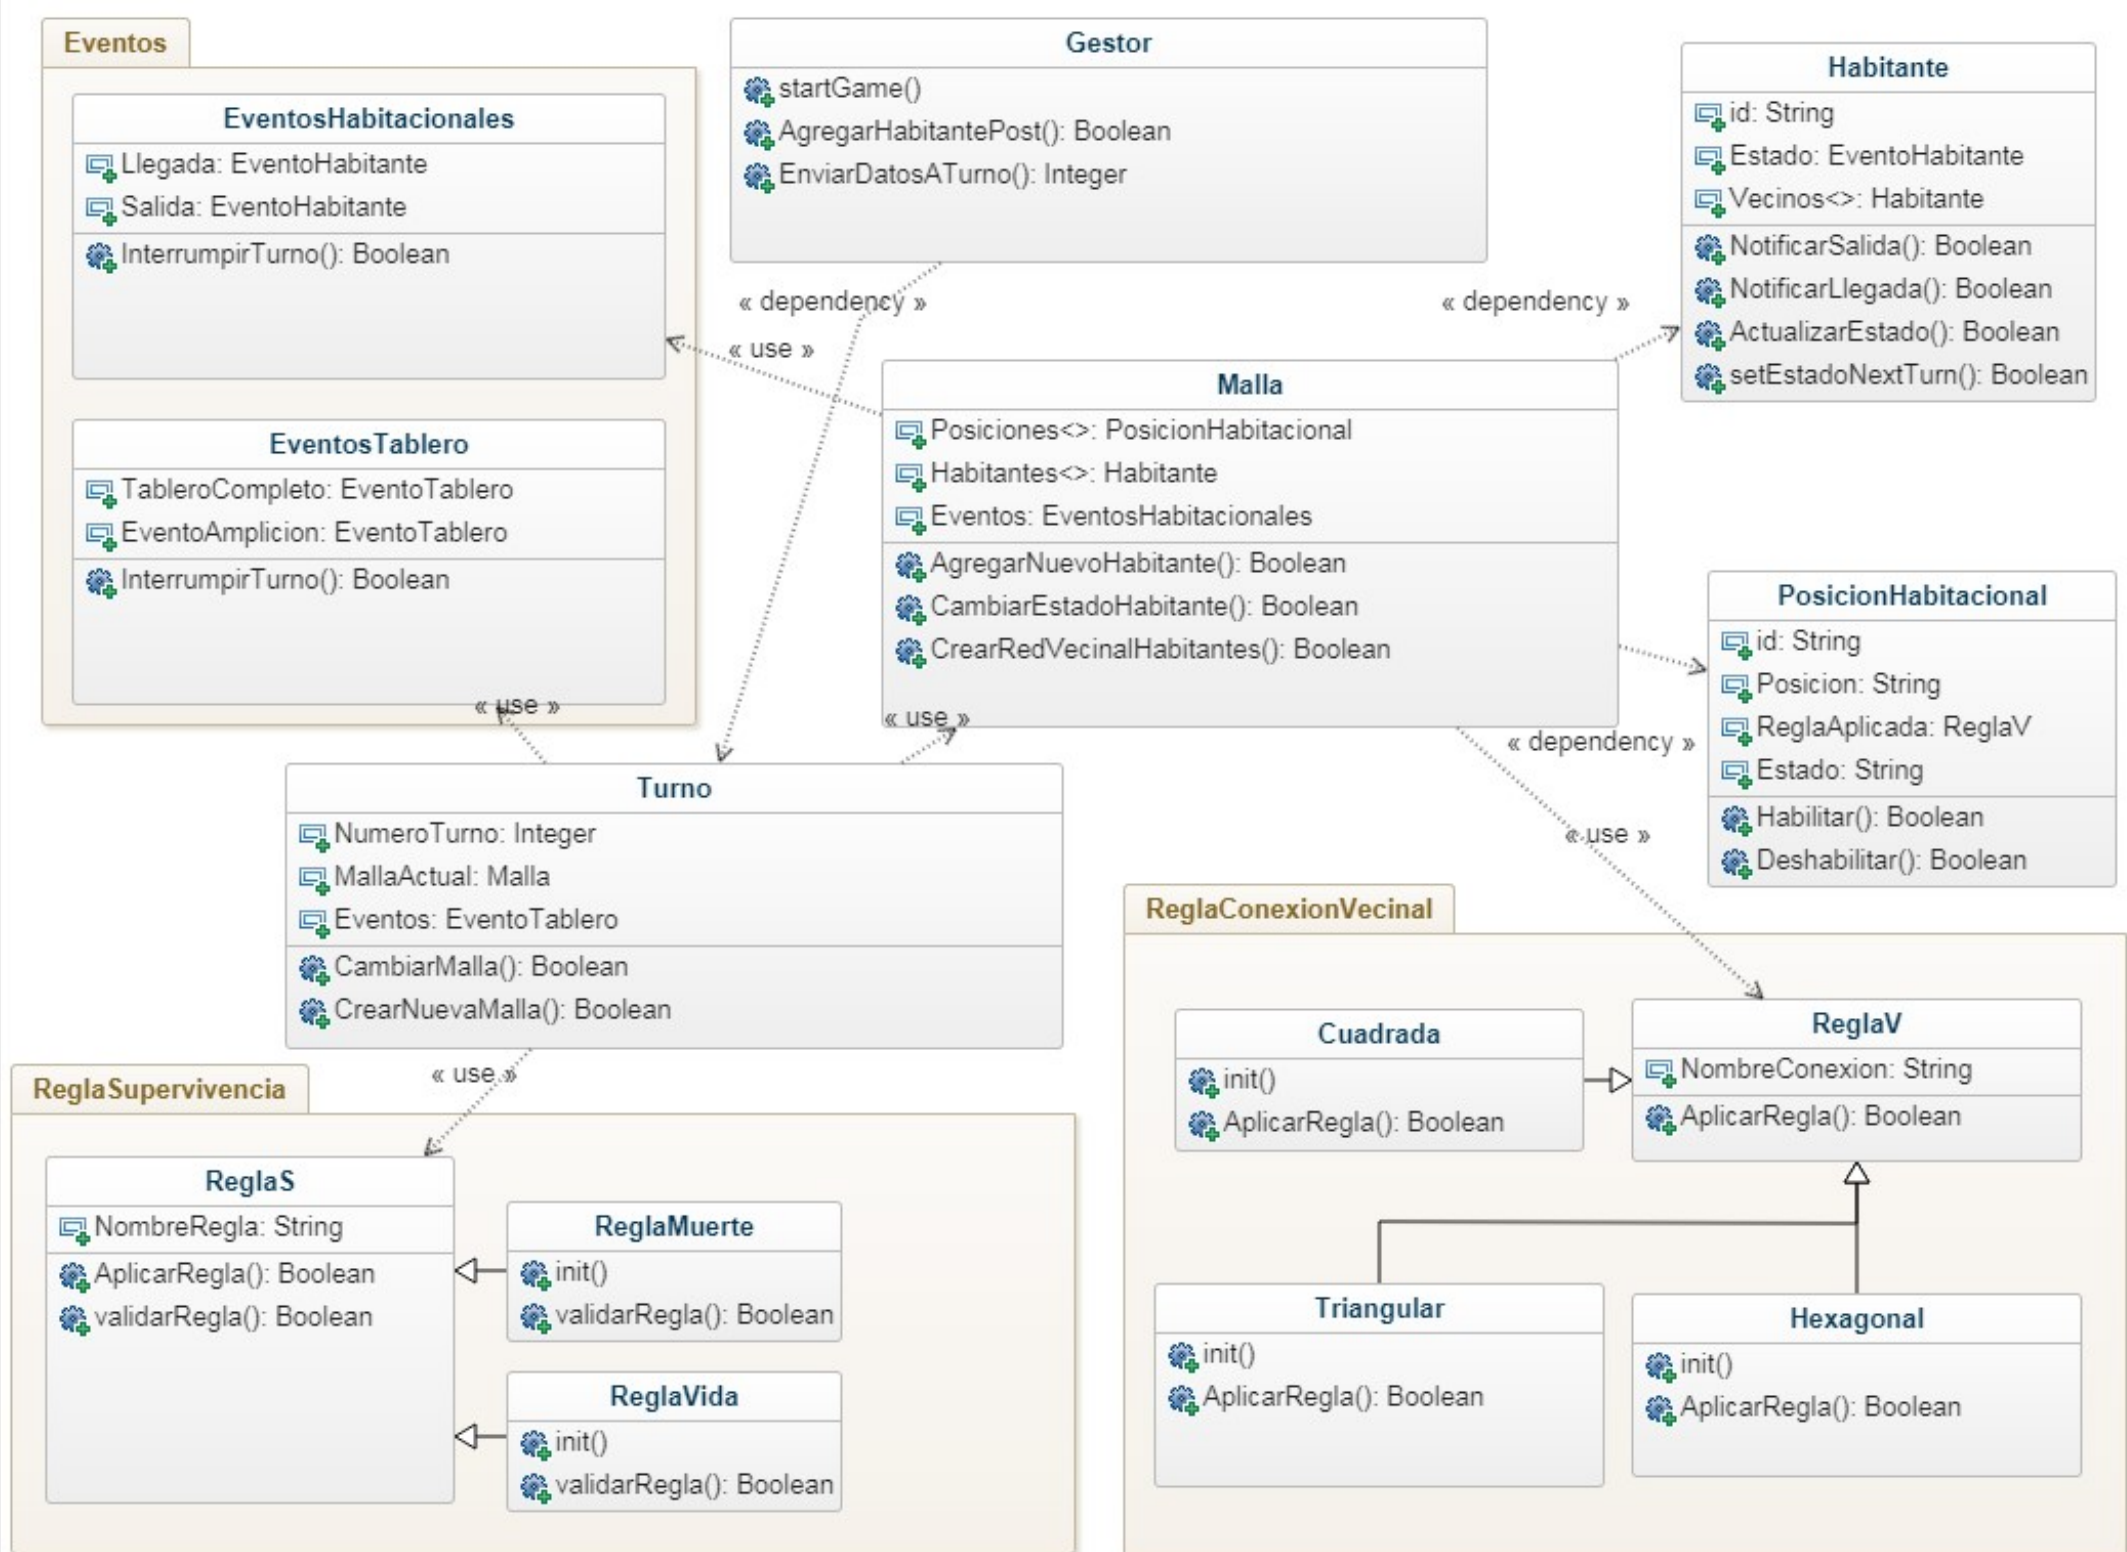 Eventos
EventosHabitacionales
Llegada: EventoHabitante
Salida: EventoHabitante
InterrumpirTurno(): Boolean
EventosTablero
TableroCompleto: EventoTablero
EventoAmplicion: EventoTablero
InterrumpirTurno(): Boolean
Gestor
startGame()
AgregarHabitantePost(): Boolean
EnviarDatosATurno(): Integer
Habitante
id: String
Estado: EventoHabitante
Vecinos<>: Habitante
NotificarSalida(): Boolean
NotificarLlegada(): Boolean
ActualizarEstado(): Boolean
setEstadoNextTurn(): Boolean
« dependency »
« dependency »
« use »
Malla
Posiciones<>: PosicionHabitacional
Habitantes<>: Habitante
Eventos: EventosHabitacionales
AgregarNuevoHabitante(): Boolean
CambiarEstadoHabitante(): Boolean
CrearRedVecinalHabitantes(): Boolean
« use »
« use »
« dependency »
PosicionHabitacional
id: String
Posicion: String
ReglaAplicada: ReglaV
Estado: String
Habilitar(): Boolean
Deshabilitar(): Boolean
Turno
NumeroTurno: Integer
MallaActual: Malla
Eventos: EventoTablero
CambiarMalla(): Boolean
CrearNuevaMalla(): Boolean
« use »
« use »
ReglaSupervivencia
ReglaS
NombreRegla: String
AplicarRegla(): Boolean
validarRegla(): Boolean
ReglaMuerte
init()
validarRegla(): Boolean
ReglaVida
init()
validarRegla(): Boolean
ReglaConexionVecinal
Cuadrada
init()
AplicarRegla(): Boolean
ReglaV
NombreConexion: String
AplicarRegla(): Boolean
Triangular
init()
AplicarRegla(): Boolean
Hexagonal
init()
AplicarRegla(): Boolean